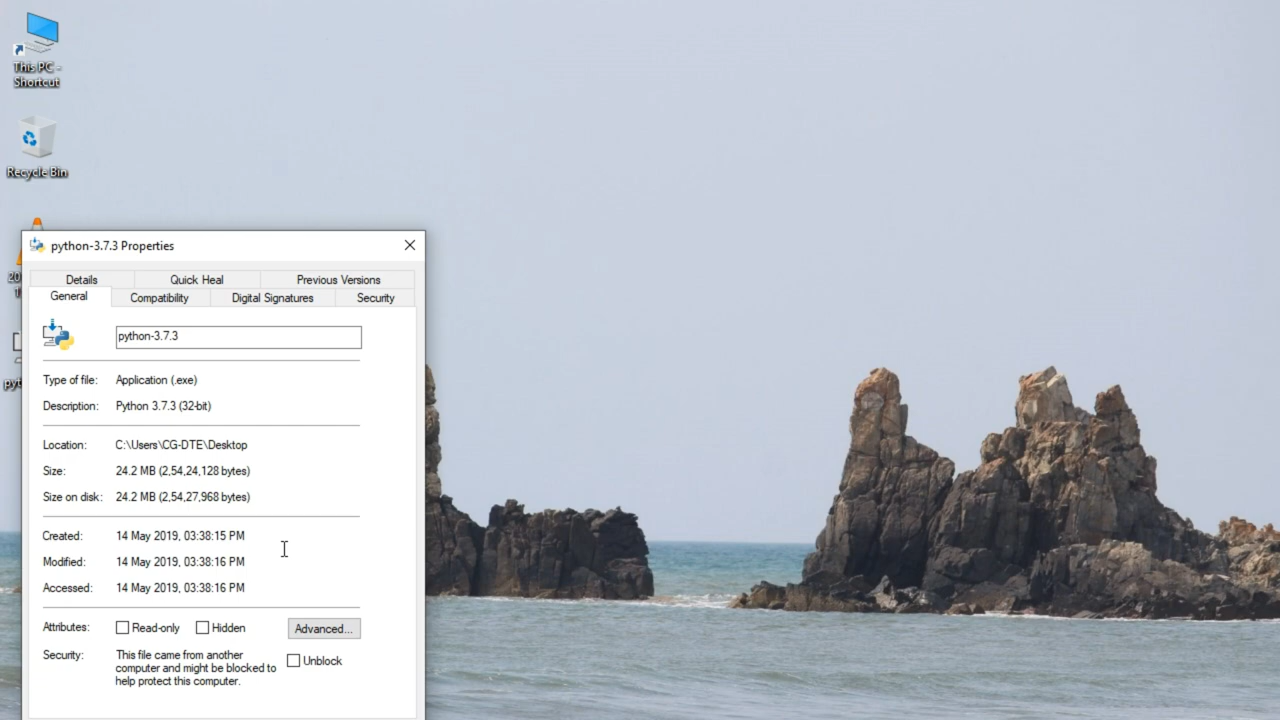 This PC -
Shortcut
Recycle Bin
python-3.7.3 Properties
Details
Quick Heal
Previous Versions
General
Compatibility
Digital Signatures
Security
python-3.7.3
Type of file: Application (.exe)
Description: Python 3.7.3 (32-bit)
Location: C:\Users\CG-DTE\Desktop
Size: 24.2 MB (2,54,24,128 bytes)
Size on disk: 24.2 MB (2,54,27,968 bytes)
Created: 14 May 2019, 03:38:15 PM
Modified: 14 May 2019, 03:38:16 PM
Accessed: 14 May 2019, 03:38:16 PM
Attributes: Read-only Hidden Advanced...
Security: This file came from another
computer and might be blocked to
help protect this computer.
Unblock